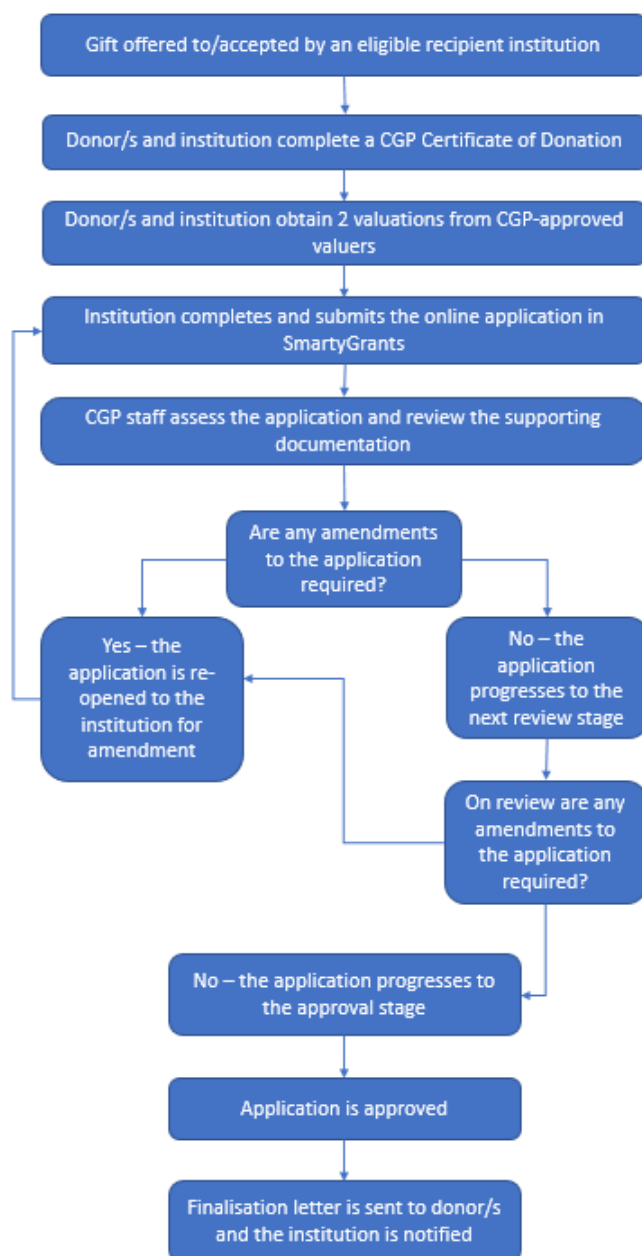 Gift offered to/accepted by an eligible recipient institution
Donor/s and institution complete a CGP Certificate of Donation
Donor/s and institution obtain 2 valuations from CGP-approved
valuers
Institution completes and submits the online application in
SmartyGrants
CGP staff assess the application and review the supporting
documentation
Are any amendments
to the application
required?
Yes – the
application is re-
opened to the
institution for
amendment
No – the
application
progresses to the
next review stage
On review are any
amendments to
the application
required?
No – the application progresses to
the approval stage
Application is approved
Finalisation letter is sent to donor/s
and the institution is notified